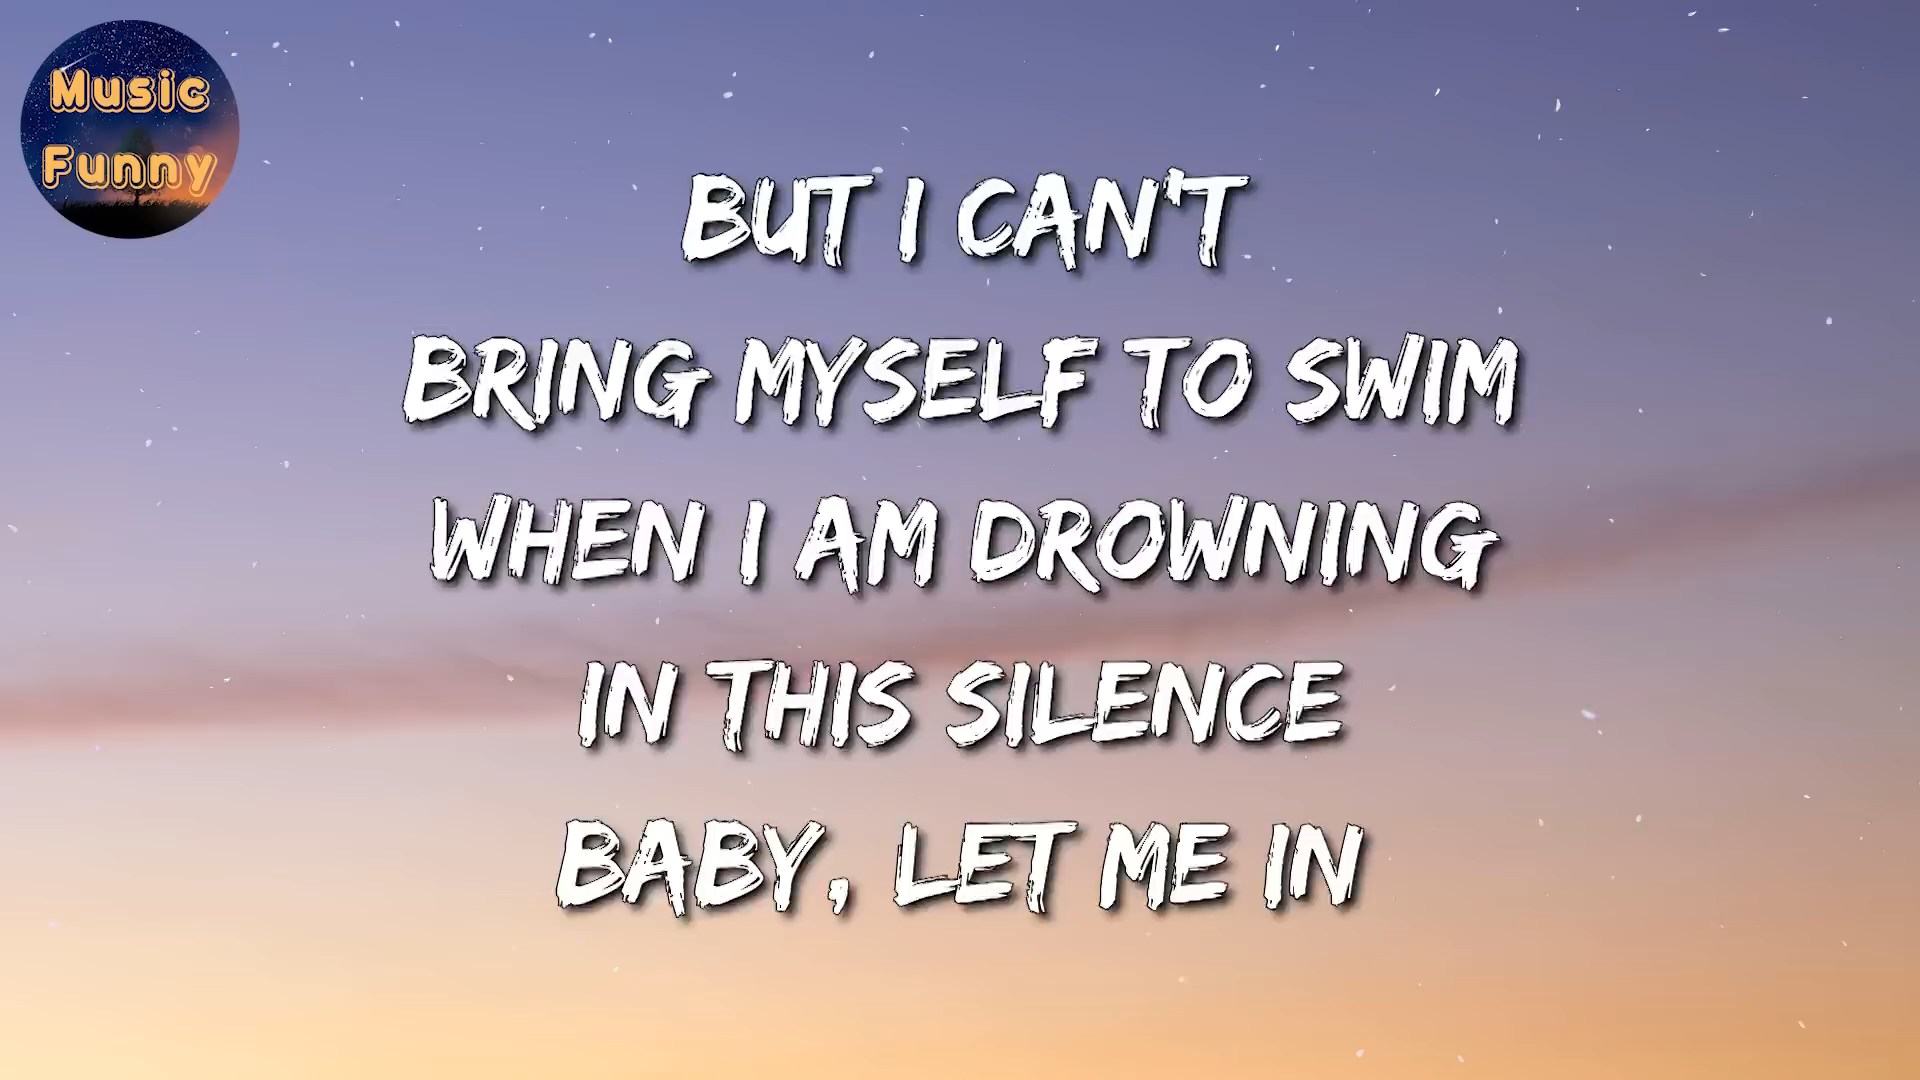 Music
Funny
BUT I CAN'T
BRING MYSELF TO SWIM
WHEN I AM DROWNING
IN THIS SILENCE
BABY, LET ME IN